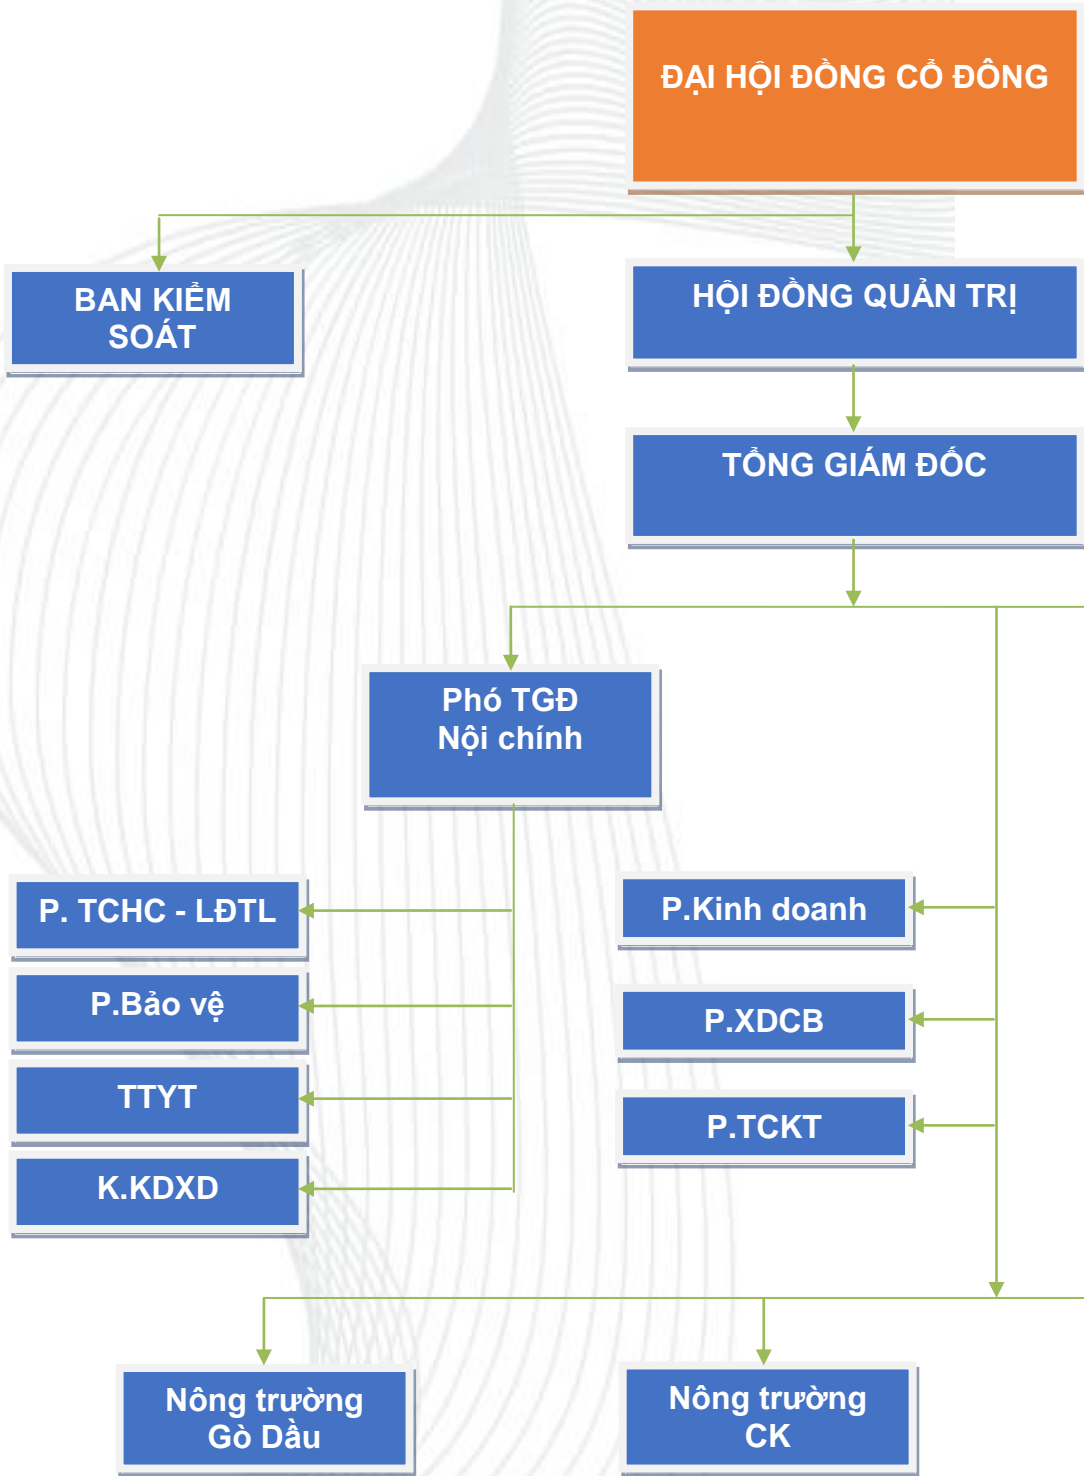 ĐẠI HỘI ĐỒNG CỔ ĐÔNG
BAN KIỂM
SOÁT
HỘI ĐỒNG QUẢN TRỊ
TỔNG GIÁM ĐỐC
Phó TGĐ
Nội chính
P. TCHC - LĐTL
P.Kinh doanh
P.Bảo vệ
P.XDCB
TTYT
P.TCKT
K.KDXD
Nông trường
Gò Dầu
Nông trường
CK